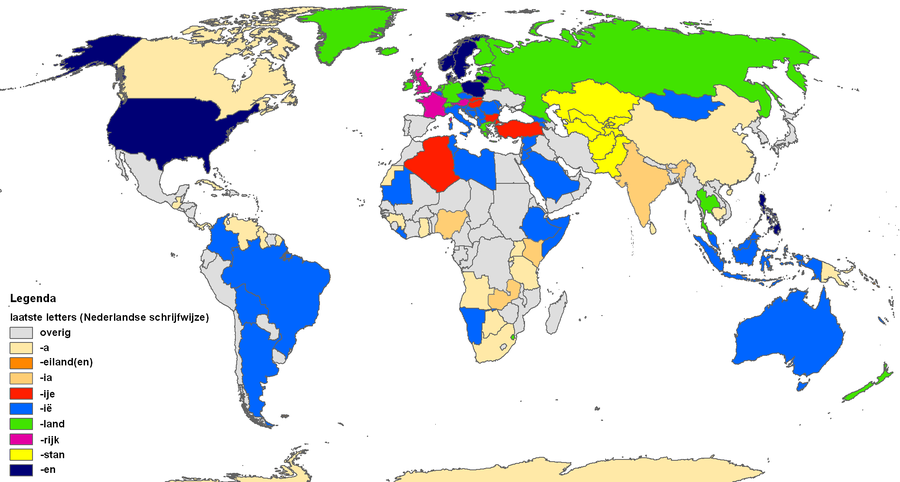 Legenda
laatste letters (Nederlandse schrijfwijze)
overig
-a
-eiland(en)
-ia
-ije
-ië
-land
-rijk
-stan
-en